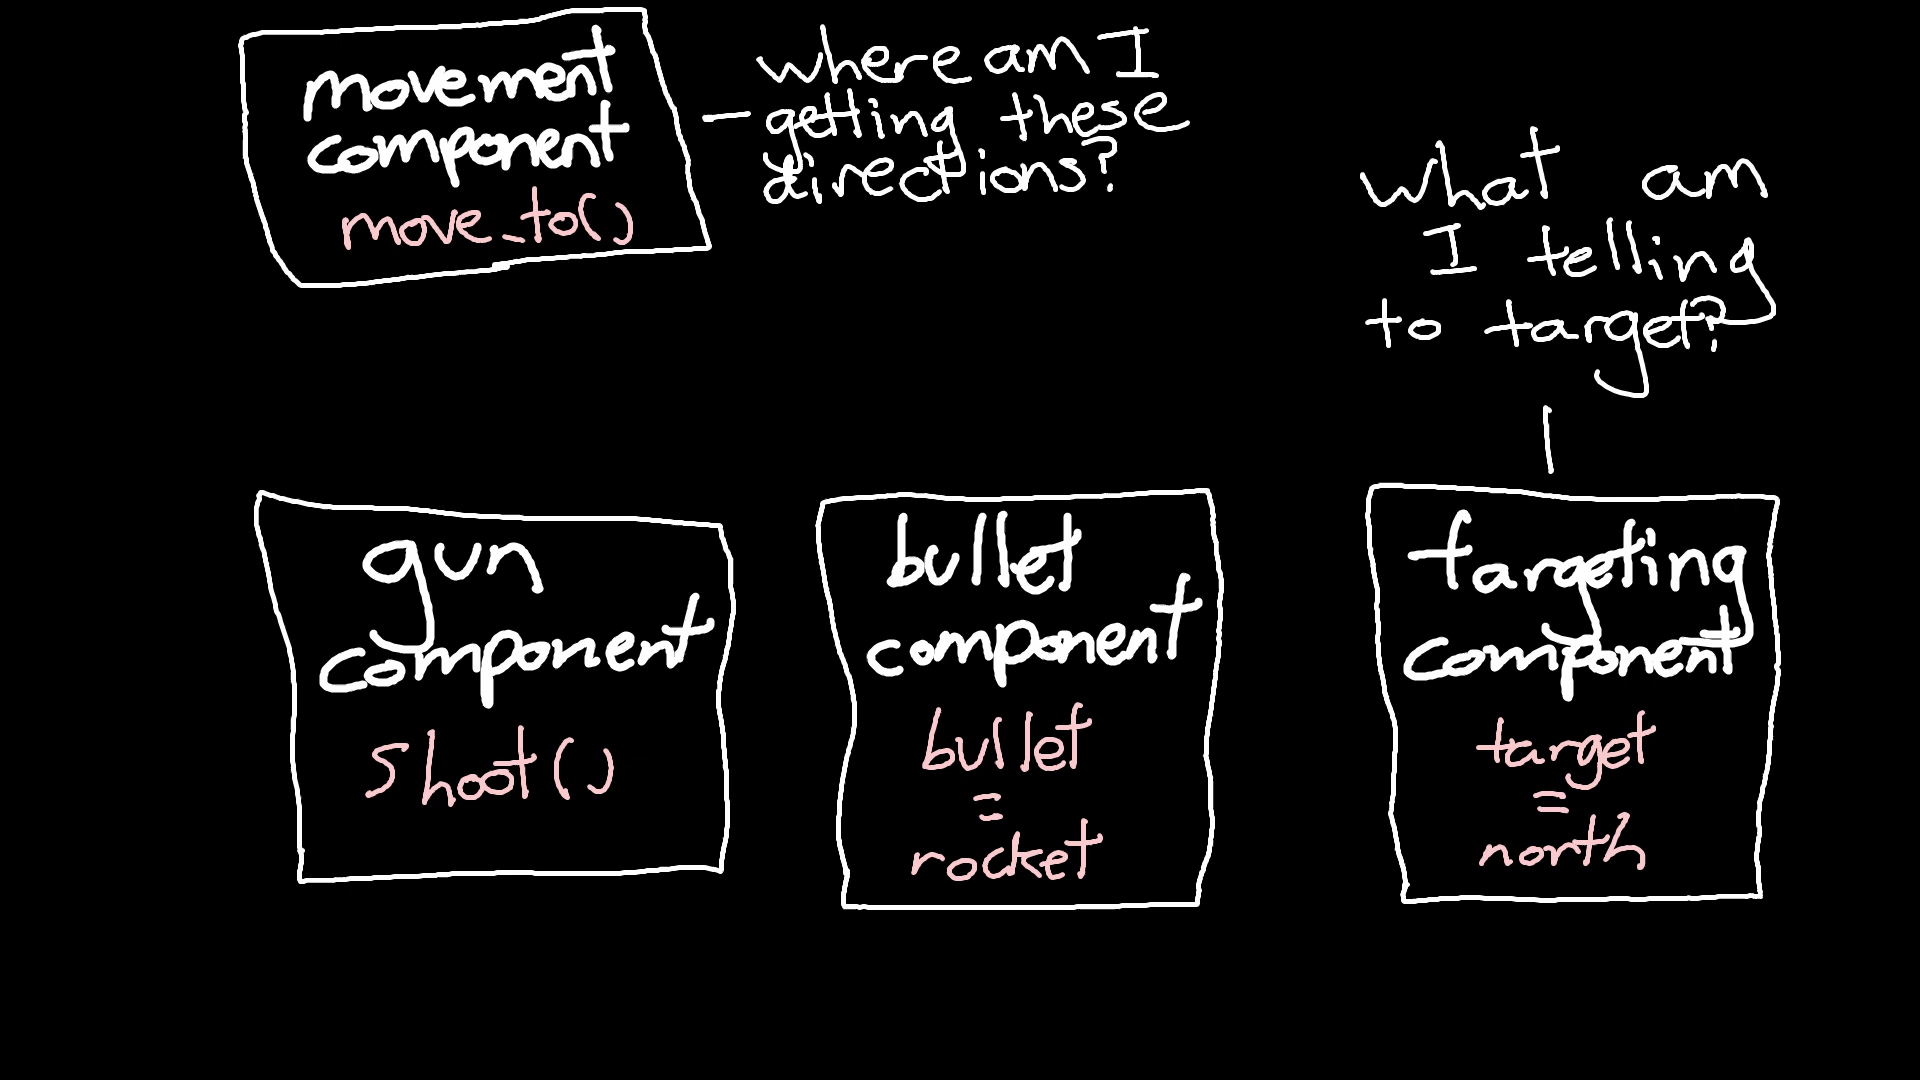 movement
component
move_to()
where am I
getting these
directions?
what am
I telling
to target?
gun
component
shoot()
bullet
component
bullet
=
rocket
targeting
component
target
=
north